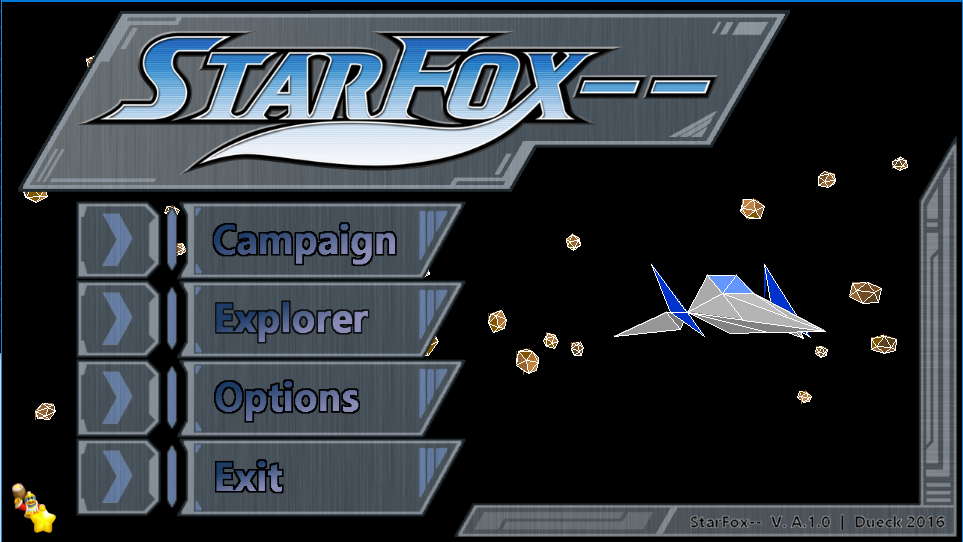 StarFox--
Campaign
Explorer
Options
Exit
StarFox-- V. A.1.0 | Dueck 2016